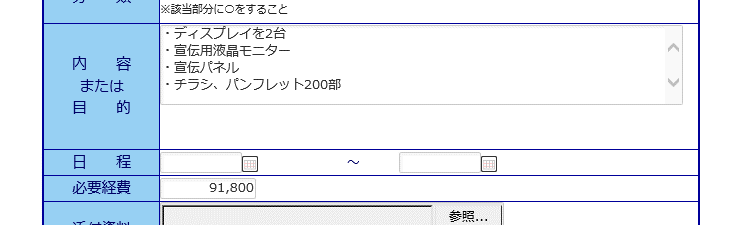 ※該当部分に○をすること
内　容
または
目　的
・ディスプレイを2台
・宣伝用液晶モニター
・宣伝パネル
・チラシ、パンフレット200部
日　程
～
必要経費
91,800
参照...